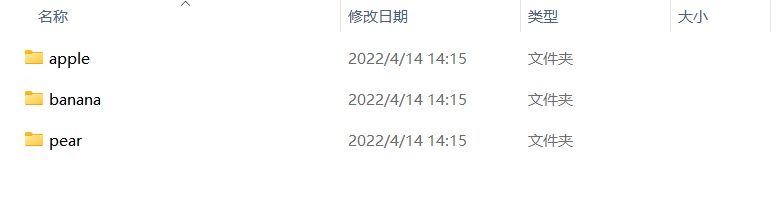 名称 修改日期 类型 大小
apple 2022/4/14 14:15 文件夹
banana 2022/4/14 14:15 文件夹
pear 2022/4/14 14:15 文件夹